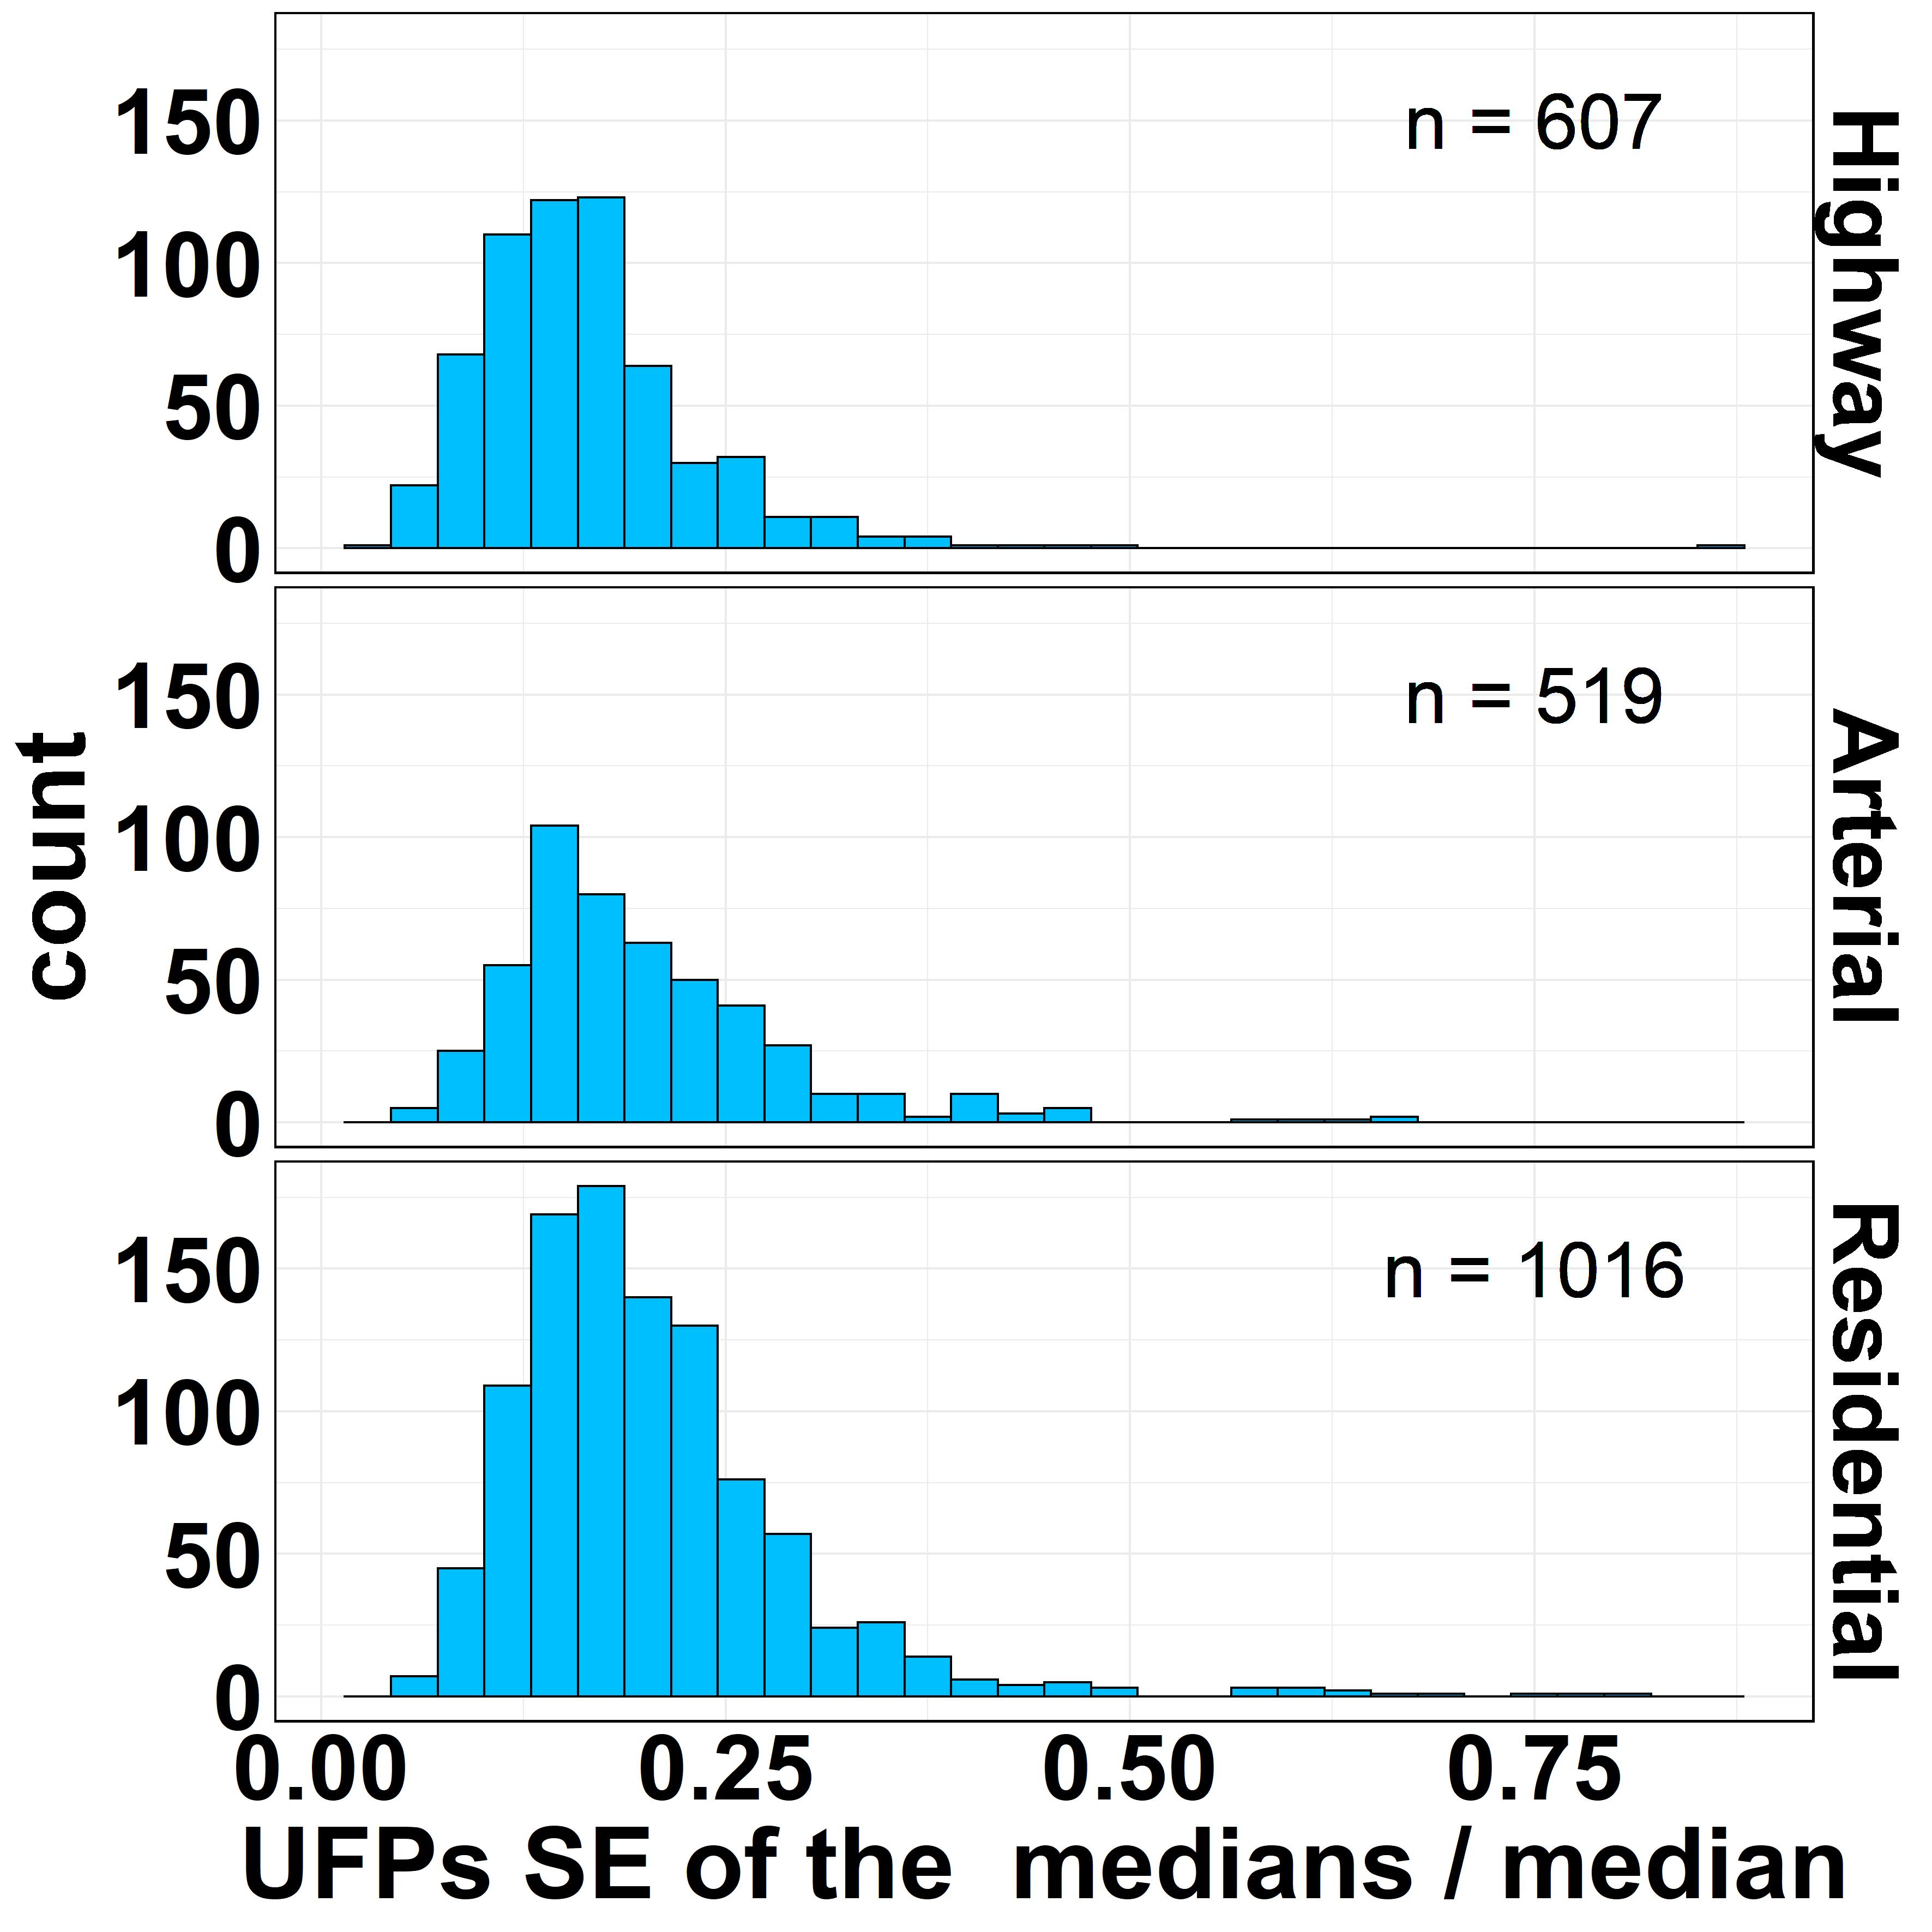 150
100
50
0
n = 607
Highway
150
100
50
0
n = 519
Arterial
count
150
100
50
0
n = 1016
Residential
0.00 0.25 0.50 0.75
UFPs SE of the  medians / median